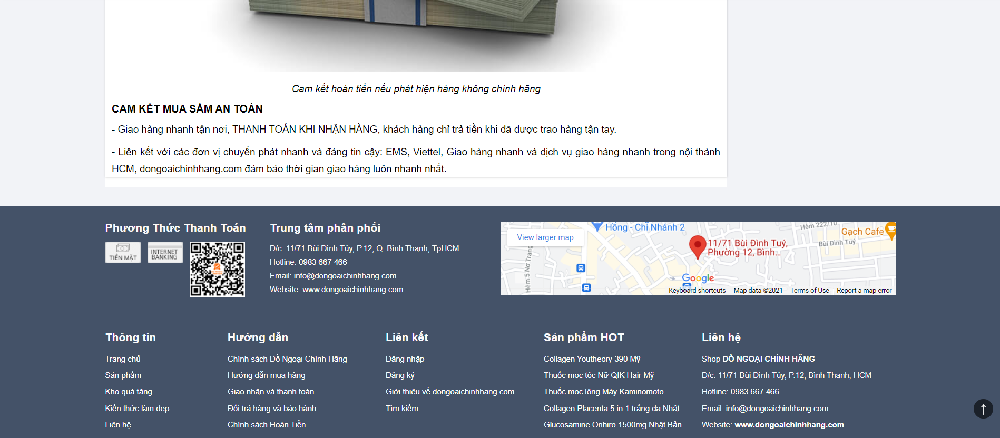 Cam kết hoàn tiền nếu phát hiện hàng không chính hãng
CAM KẾT MUA SẮM AN TOÀN
- Giao hàng nhanh tận nơi, THANH TOÁN KHI NHẬN HÀNG, khách hàng chỉ trả tiền khi đã được trao hàng tận tay.
- Liên kết với các đơn vị chuyển phát nhanh và đáng tin cậy: EMS, Viettel, Giao hàng nhanh và dịch vụ giao hàng nhanh trong nội thành
HCM, dongoaichinhhang.com đảm bảo thời gian giao hàng luôn nhanh nhất.
Phương Thức Thanh Toán
TIỀN MẶT
INTERNET
BANKING
Trung tâm phân phối
Đ/c: 11/71 Bùi Đình Túy, P.12, Q. Bình Thạnh, TpHCM
Hotline: 0983 667 466
Email: info@dongoaichinhhang.com
Website: www.dongoaichinhhang.com
View larger map
Hồng - Chi Nhánh 2
Hẻm 222/10
Gạch Cafe
Bùi Đình Tuý
11/71 Bùi Đình Tuý,
Phường 12, Bình...
Hẻm 5 Nơ Trang
Google
Keyboard shortcuts
Map data ©2021
Terms of Use
Report a map error
Thông tin
Trang chủ
Sản phẩm
Kho quà tặng
Kiến thức làm đẹp
Liên hệ
Hướng dẫn
Chính sách Đồ Ngoại Chính Hãng
Hướng dẫn mua hàng
Giao nhận và thanh toán
Đổi trả hàng và bảo hành
Chính sách Hoàn Tiền
Liên kết
Đăng nhập
Đăng ký
Giới thiệu về dongoaichinhhang.com
Tìm kiếm
Sản phẩm HOT
Collagen Youtheory 390 Mỹ
Thuốc mọc tóc Nữ QIK Hair Mỹ
Thuốc mọc lông Mày Kaminomoto
Collagen Placenta 5 in 1 trắng da Nhật
Glucosamine Orihiro 1500mg Nhật Bản
Liên hệ
Shop ĐỒ NGOẠI CHÍNH HÃNG
Đ/c: 11/71 Bùi Đình Túy, P.12, Bình Thạnh, HCM
Hotline: 0983 667 466
Email: info@dongoaichinhhang.com
Website: www.dongoaichinhhang.com